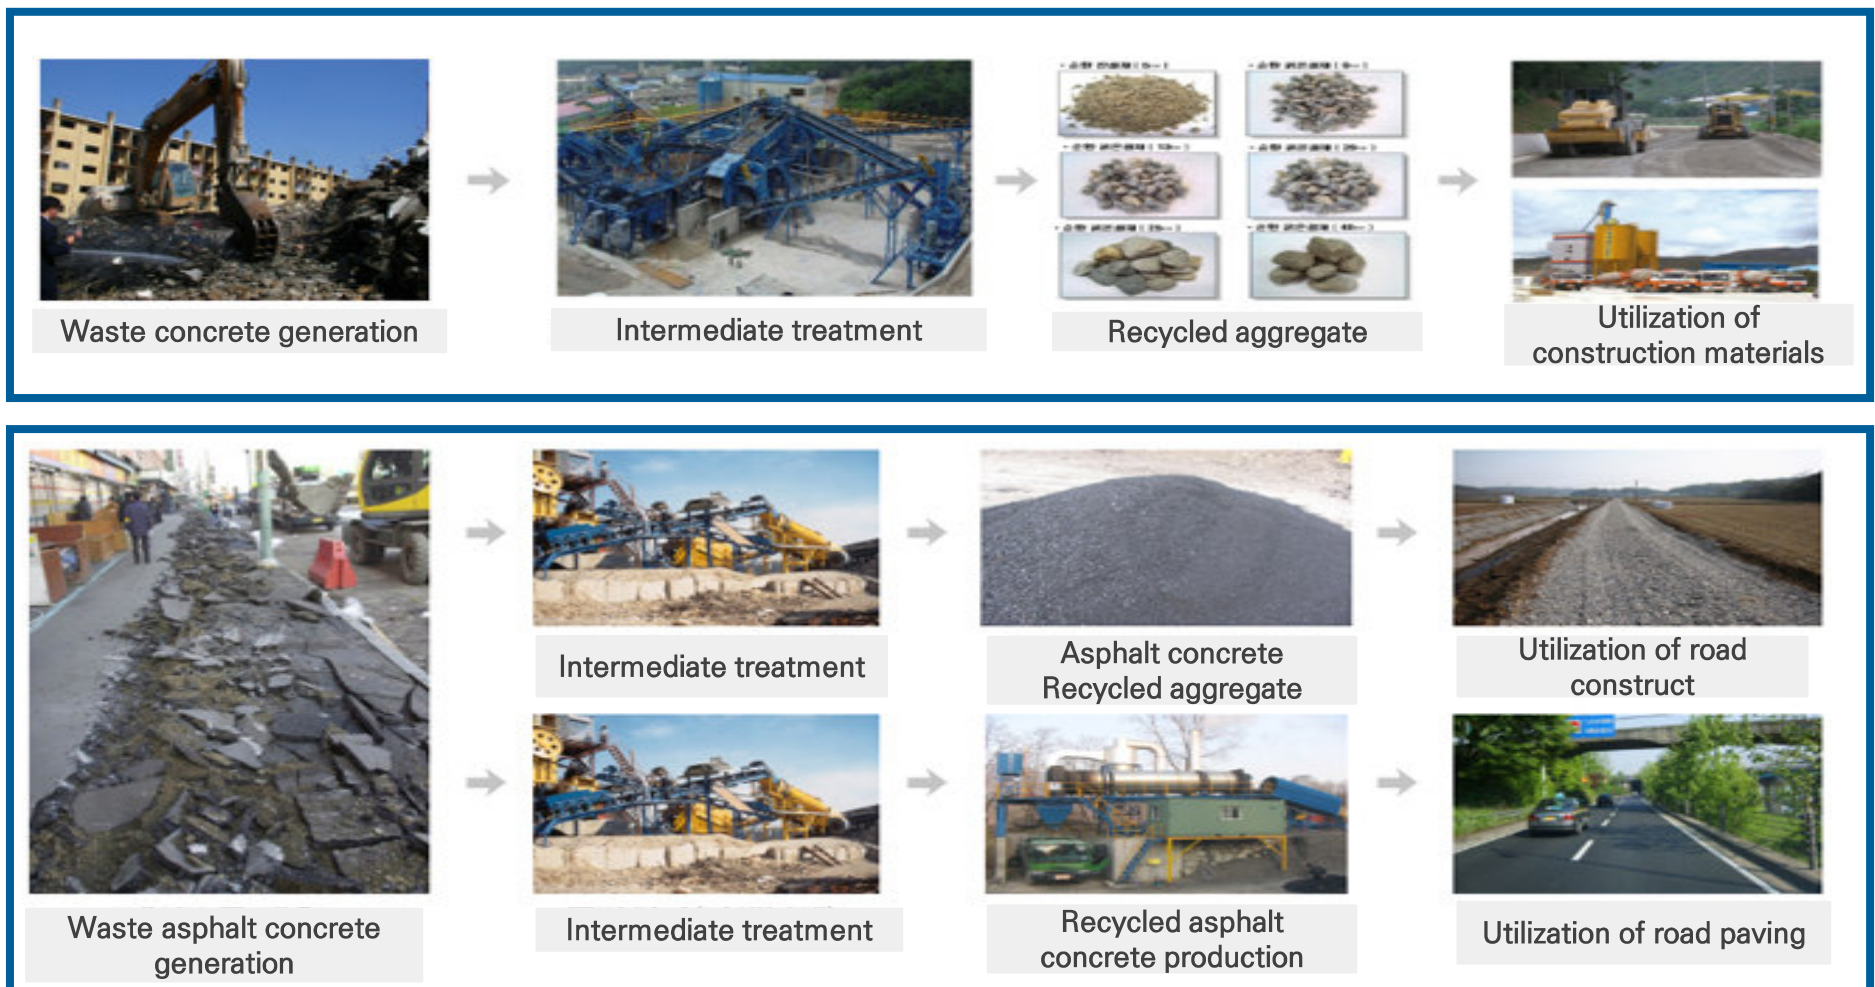 Waste concrete generation
Intermediate treatment
Recycled aggregate
Utilization of
construction materials
Intermediate treatment
Asphalt concrete
Recycled aggregate
Utilization of road
construct
Waste asphalt concrete
generation
Intermediate treatment
Recycled asphalt
concrete production
Utilization of road paving